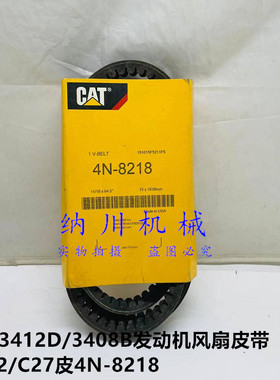 CAT
1 V-BELT
4N-8218
纳川机械
实物实拍 盗图必究
3412D/3408B发动机风扇皮带
2/C27皮4N-8218